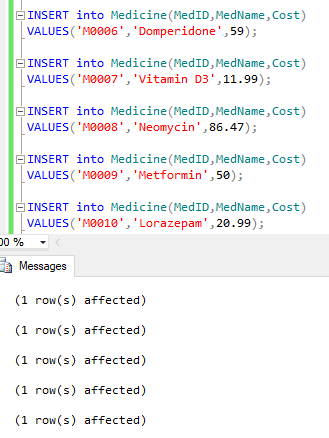 INSERT into Medicine(MedID,MedName,Cost)
VALUES('M0006','Domperidone',59);
INSERT into Medicine(MedID,MedName,Cost)
VALUES('M0007','Vitamin D3',11.99);
INSERT into Medicine(MedID,MedName,Cost)
VALUES('M0008','Neomycin',86.47);
INSERT into Medicine(MedID,MedName,Cost)
VALUES('M0009','Metformin',50);
INSERT into Medicine(MedID,MedName,Cost)
VALUES('M0010','Lorazepam',20.99);
00 %
Messages
(1 row(s) affected)
(1 row(s) affected)
(1 row(s) affected)
(1 row(s) affected)
(1 row(s) affected)